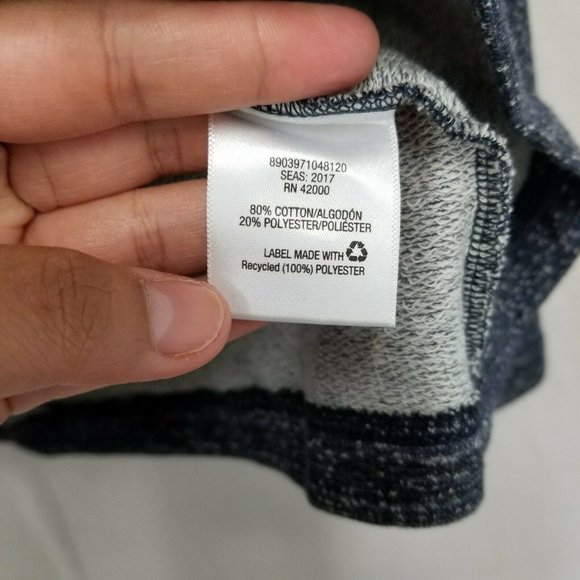 8903971048120
SEAS: 2017
RN 42000
80% COTTON/ALGODÓN
20% POLYESTER/POLIÉSTER
LABEL MADE WITH
Recycled (100%) POLYESTER